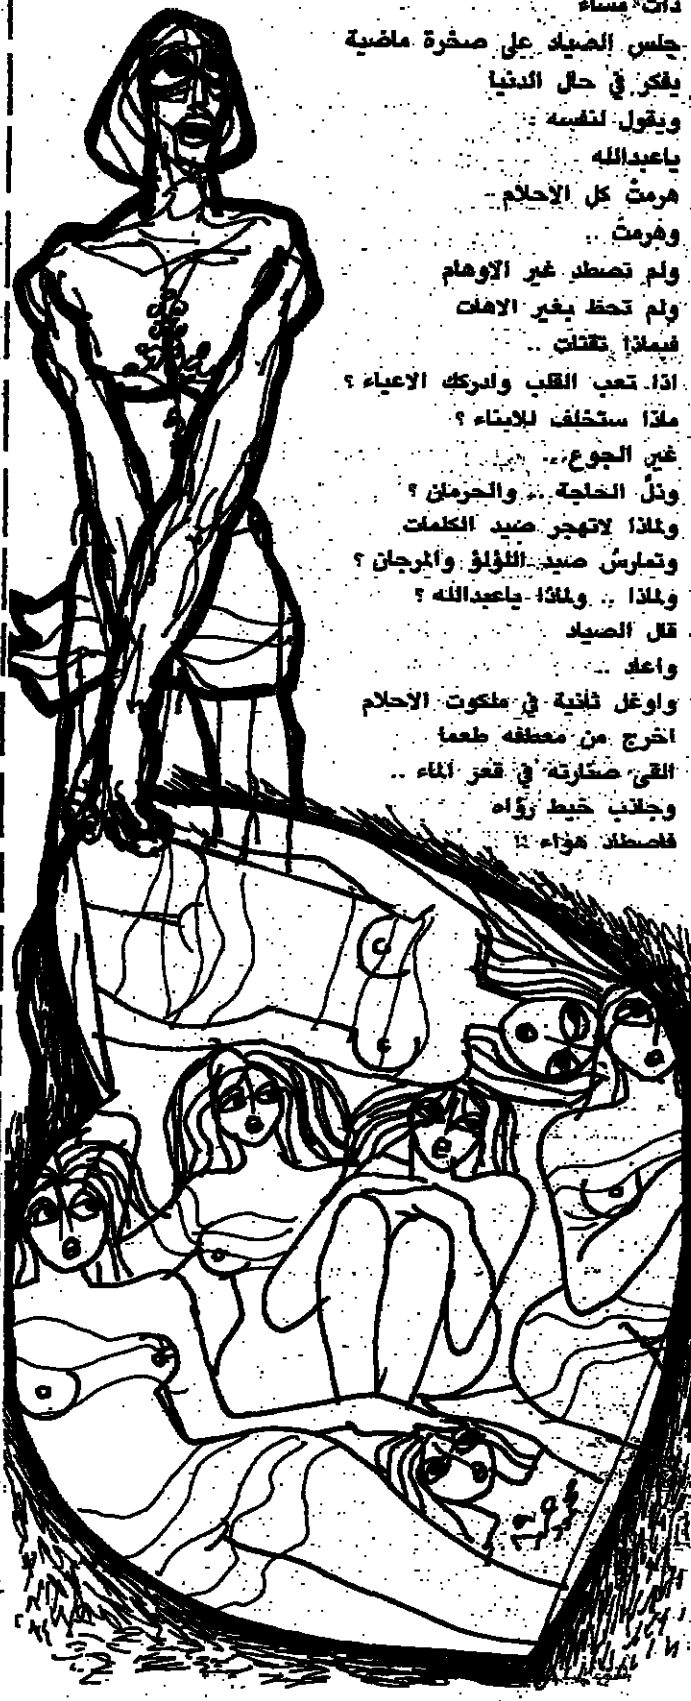 ذات مساء
جلس الصياد على صخرة ماضية
يفكر في حال الدنيا
ويقول لنفسه :
ياعبدالله
هرمتْ كل الاحلام
وهرمتَ ..
ولم تصطد غير الاوهام
ولم تحظ بغير الاهات
فبماذا تقتات ..
اذا تعب القلب وادركك الاعياء ؟
ماذا ستخلف للابناء ؟
غير الجوع ..
وذلّ الحاجة .. والحرمان ؟
ولماذا لاتهجر صيد الكلمات
وتمارسُ صيد اللؤلؤ والمرجان ؟
ولماذا .. ولماذا ياعبدالله ؟
قال الصياد
واعاد ..
واوغل ثانية في ملكوت الاحلام
اخرج من معطفه طعما
القى صنارته في قعر الماء ..
وجاذب خيط رؤاه
فاصطاد هواء !!